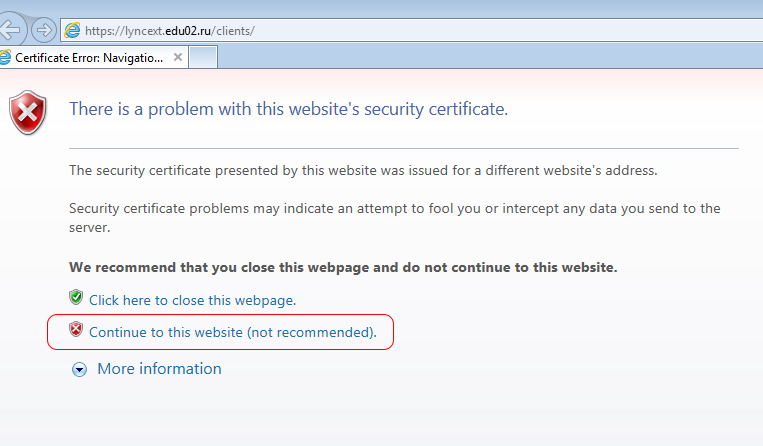 https://lyncext.edu02.ru/clients/
Certificate Error: Navigatio...
There is a problem with this website's security certificate.
The security certificate presented by this website was issued for a different website's address.
Security certificate problems may indicate an attempt to fool you or intercept any data you send to the
server.
We recommend that you close this webpage and do not continue to this website.
Click here to close this webpage.
Continue to this website (not recommended).
More information